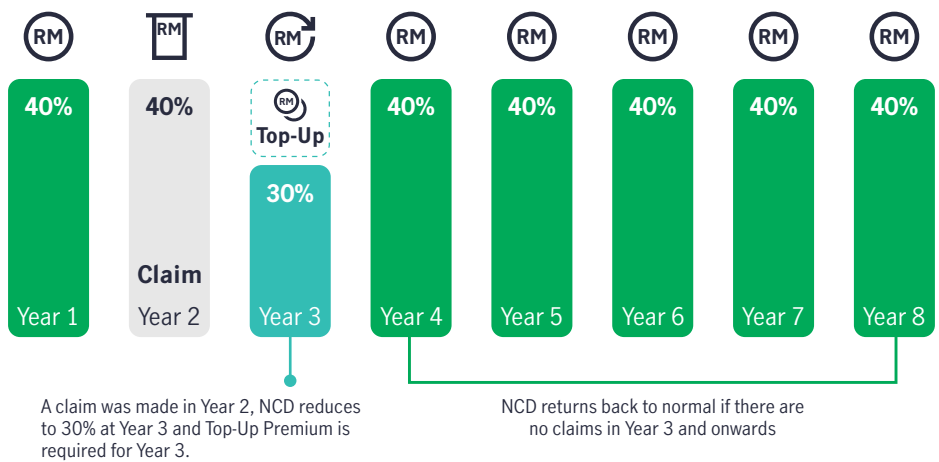 RM
RM
RM
RM
RM
RM
RM
RM
40%
40%
RM
Top-Up
30%
40%
40%
40%
40%
40%
Claim
Year 1
Year 2
Year 3
Year 4
Year 5
Year 6
Year 7
Year 8
A claim was made in Year 2, NCD reduces
to 30% at Year 3 and Top-Up Premium is
required for Year 3.
NCD returns back to normal if there are
no claims in Year 3 and onwards